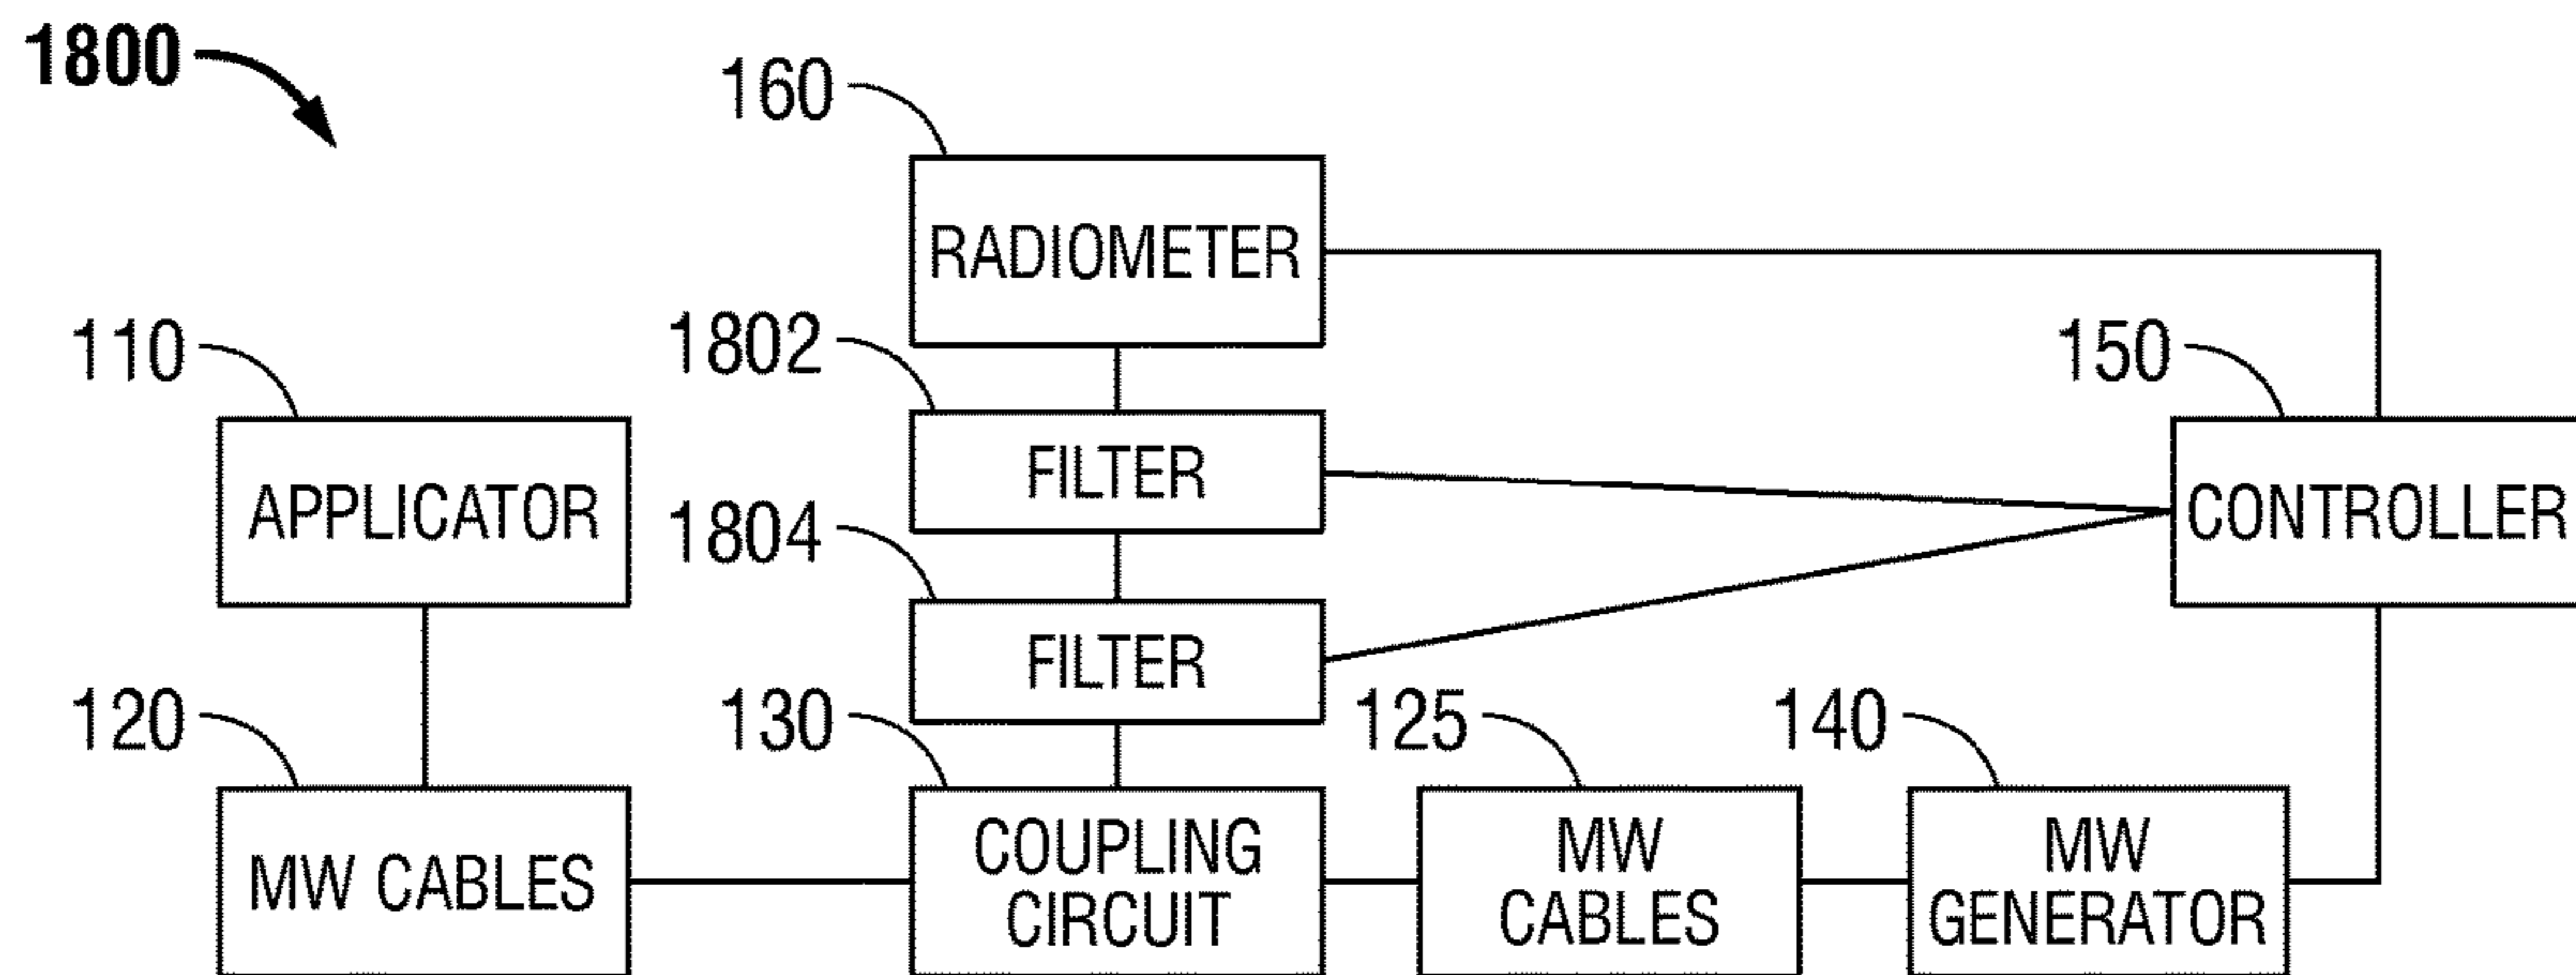 1800
160
RADIOMETER
110
1802
150
FILTER
APPLICATOR
CONTROLLER
1804
FILTER
120
130
125
140
MW CABLES
COUPLING
CIRCUIT
MW
CABLES
MW
GENERATOR